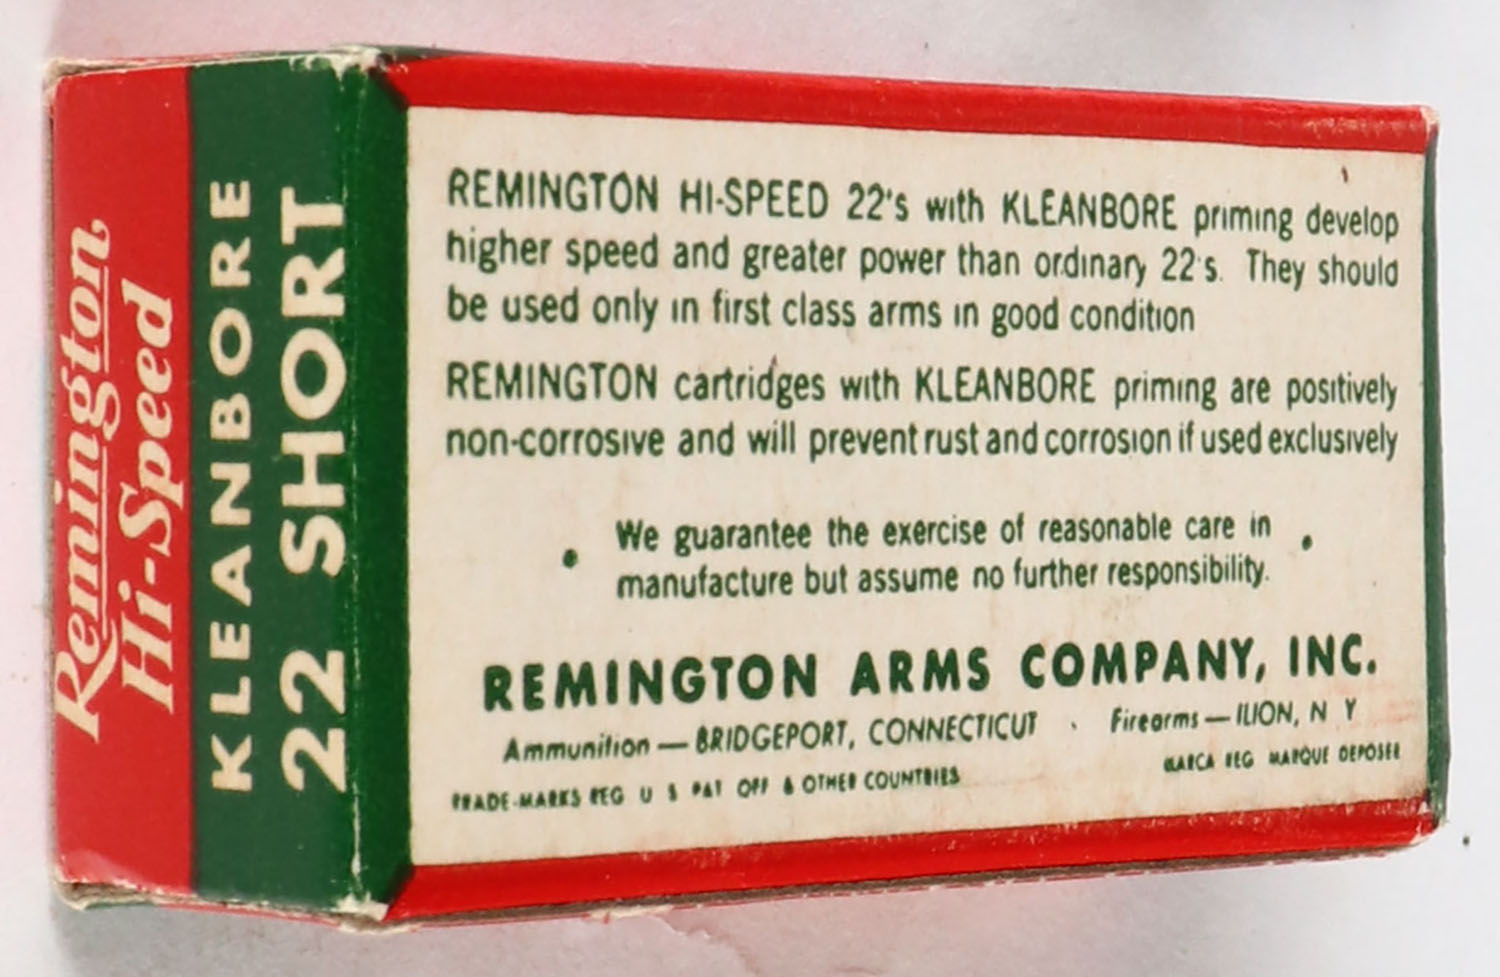 Remington
Hi-Speed
KLEANBORE
22 SHORT
REMINGTON HI-SPEED 22's with KLEANBORE priming develop
higher speed and greater power than ordinary 22's. They should
be used only in first class arms in good condition
REMINGTON cartridges with KLEANBORE priming are positively
non-corrosive and will prevent rust and corrosion if used exclusively
• We guarantee the exercise of reasonable care in •
manufacture but assume no further responsibility.
REMINGTON ARMS COMPANY, INC.
Ammunition — BRIDGEPORT, CONNECTICUT · Firearms — ILION, N Y
TRADE-MARKS REG U S PAT OFF & OTHER COUNTRIES
MARCA REG MARQUE DEPOSEE